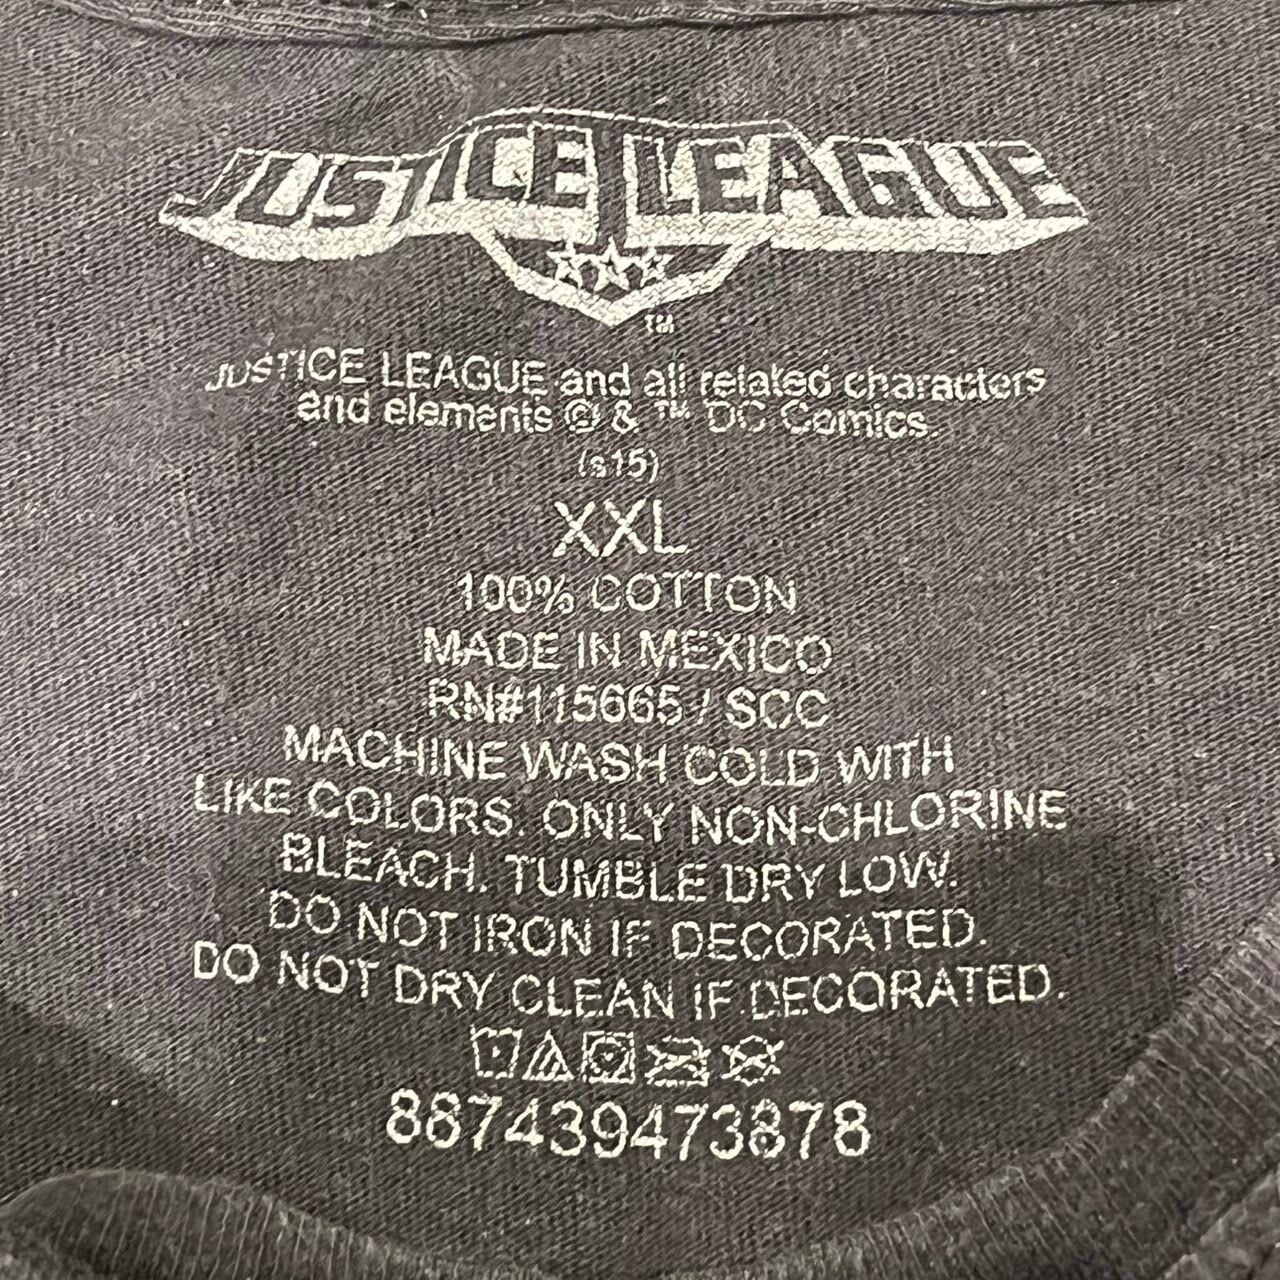 JUSTICE LEAGUE
TM
JUSTICE LEAGUE and all related characters
and elements © & ™ DC Comics.
(s15)
XXL
100% COTTON
MADE IN MEXICO
RN#115665 / SCC
MACHINE WASH COLD WITH
LIKE COLORS. ONLY NON-CHLORINE
BLEACH. TUMBLE DRY LOW.
DO NOT IRON IF DECORATED.
DO NOT DRY CLEAN IF DECORATED.
887439473878